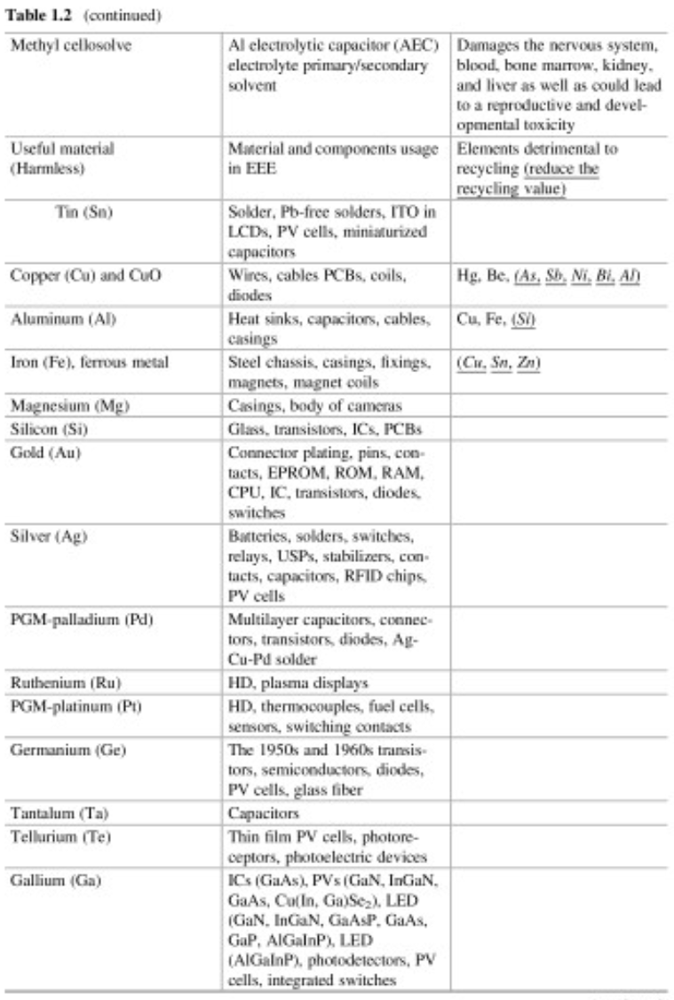 Table 1.2 (continued)
Methyl cellosolve
Al electrolytic capacitor (AEC)
electrolyte primary/secondary
solvent
Damages the nervous system,
blood, bone marrow, kidney,
and liver as well as could lead
to a reproductive and devel-
opmental toxicity
Useful material
(Harmless)
Material and components usage
in EEE
Elements detrimental to
recycling (reduce the
recycling value)
Tin (Sn)
Solder, Pb-free solders, ITO in
LCDs, PV cells, miniaturized
capacitors
Copper (Cu) and CuO
Wires, cables PCBs, coils,
diodes
Hg, Be, (As, Sb, Ni, Bi, Al)
Aluminum (Al)
Heat sinks, capacitors, cables,
casings
Cu, Fe, (Si)
Iron (Fe), ferrous metal
Steel chassis, casings, fixings,
magnets, magnet coils
(Cu, Sn, Zn)
Magnesium (Mg)
Casings, body of cameras
Silicon (Si)
Glass, transistors, ICs, PCBs
Gold (Au)
Connector plating, pins, con-
tacts, EPROM, ROM, RAM,
CPU, IC, transistors, diodes,
switches
Silver (Ag)
Batteries, solders, switches,
relays, USPs, stabilizers, con-
tacts, capacitors, RFID chips,
PV cells
PGM-palladium (Pd)
Multilayer capacitors, connec-
tors, transistors, diodes, Ag-
Cu-Pd solder
Ruthenium (Ru)
HD, plasma displays
PGM-platinum (Pt)
HD, thermocouples, fuel cells,
sensors, switching contacts
Germanium (Ge)
The 1950s and 1960s transis-
tors, semiconductors, diodes,
PV cells, glass fiber
Tantalum (Ta)
Capacitors
Tellurium (Te)
Thin film PV cells, photore-
ceptors, photoelectric devices
Gallium (Ga)
ICs (GaAs), PVs (GaN, InGaN,
GaAs, Cu(In, Ga)Se₂), LED
(GaN, InGaN, GaAsP, GaAs,
GaP, AlGaInP), LED
(AlGaInP), photodetectors, PV
cells, integrated switches